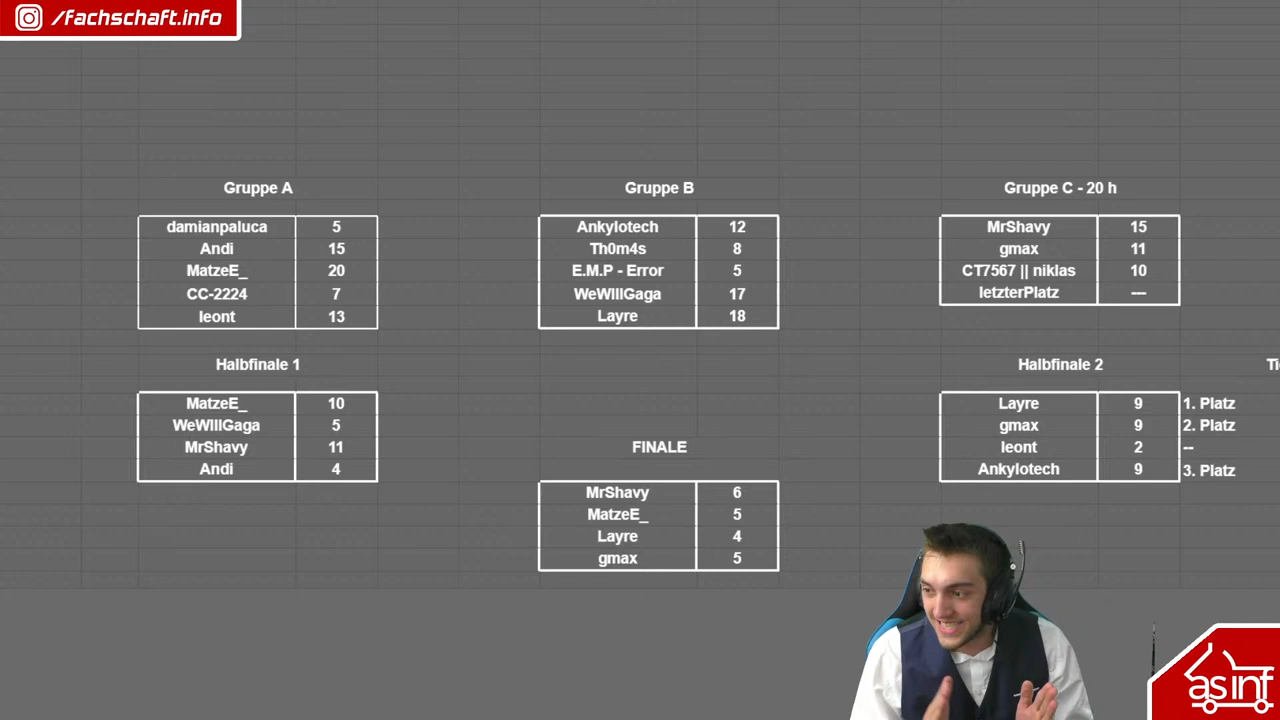 /fachschaft.info
Gruppe A
damianpaluca 5
Andi 15
MatzeE_ 20
CC-2224 7
leont 13
Gruppe B
Ankylotech 12
Th0m4s 8
E.M.P - Error 5
WeWIllGaga 17
Layre 18
Gruppe C - 20 h
MrShavy 15
gmax 11
CT7567 || niklas 10
letzterPlatz ---
Halbfinale 1
MatzeE_ 10
WeWIllGaga 5
MrShavy 11
Andi 4
FINALE
MrShavy 6
MatzeE_ 5
Layre 4
gmax 5
Halbfinale 2
Layre 9 1. Platz
gmax 9 2. Platz
leont 2 --
Ankylotech 9 3. Platz
as inf